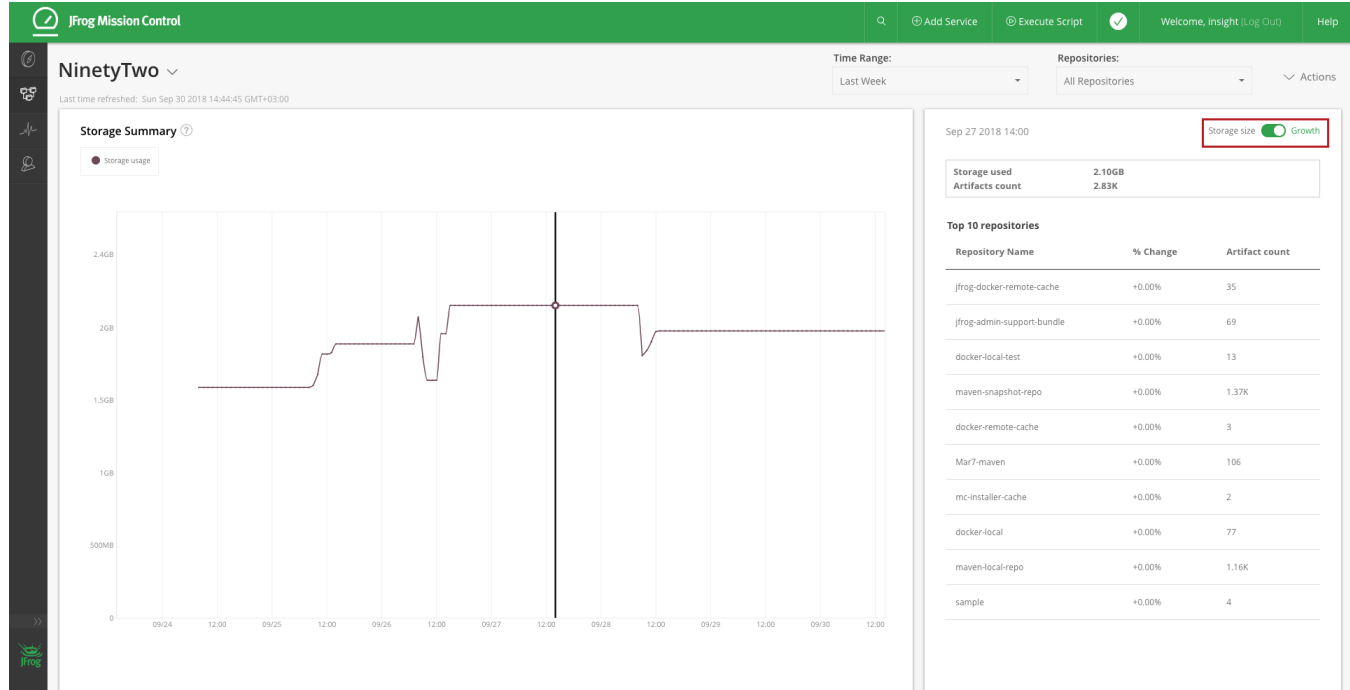 JFrog Mission Control
Add Service
Execute Script
Welcome, insight (Log Out)
Help
NinetyTwo
Time Range:
Repositories:
Last Week
All Repositories
Actions
Last time refreshed: Sun Sep 30 2018 14:44:45 GMT+03:00
Storage Summary ?
Storage usage
2.4GB
2GB
1.5GB
1GB
500MB
0
09/24 12:00 09/25 12:00 09/26 12:00 09/27 12:00 09/28 12:00 09/29 12:00 09/30 12:00
Sep 27 2018 14:00
Storage size Growth
Storage used 2.10GB
Artifacts count 2.83K
Top 10 repositories
Repository Name % Change Artifact count
jfrog-docker-remote-cache +0.00% 35
jfrog-admin-support-bundle +0.00% 69
docker-local-test +0.00% 13
maven-snapshot-repo +0.00% 1.37K
docker-remote-cache +0.00% 3
Mar7-maven +0.00% 106
mc-installer-cache +0.00% 2
docker-local +0.00% 77
maven-local-repo +0.00% 1.16K
sample +0.00% 4
JFrog